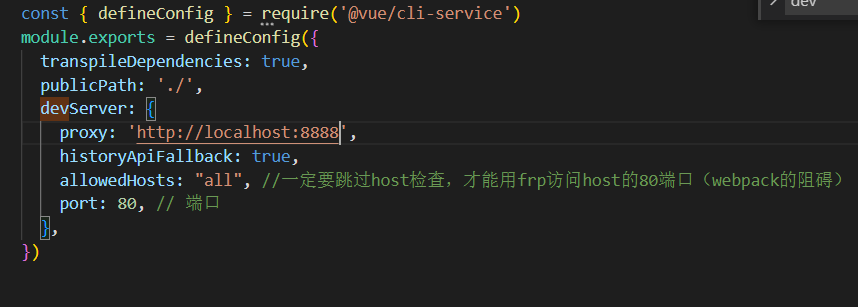 const { defineConfig } = require('@vue/cli-service')
dev
module.exports = defineConfig({
  transpileDependencies: true,
  publicPath: './',
  devServer: {
    proxy: 'http://localhost:8888',
    historyApiFallback: true,
    allowedHosts: "all", //一定要跳过host检查，才能用frp访问host的80端口（webpack的阻碍）
    port: 80, // 端口
  },
})